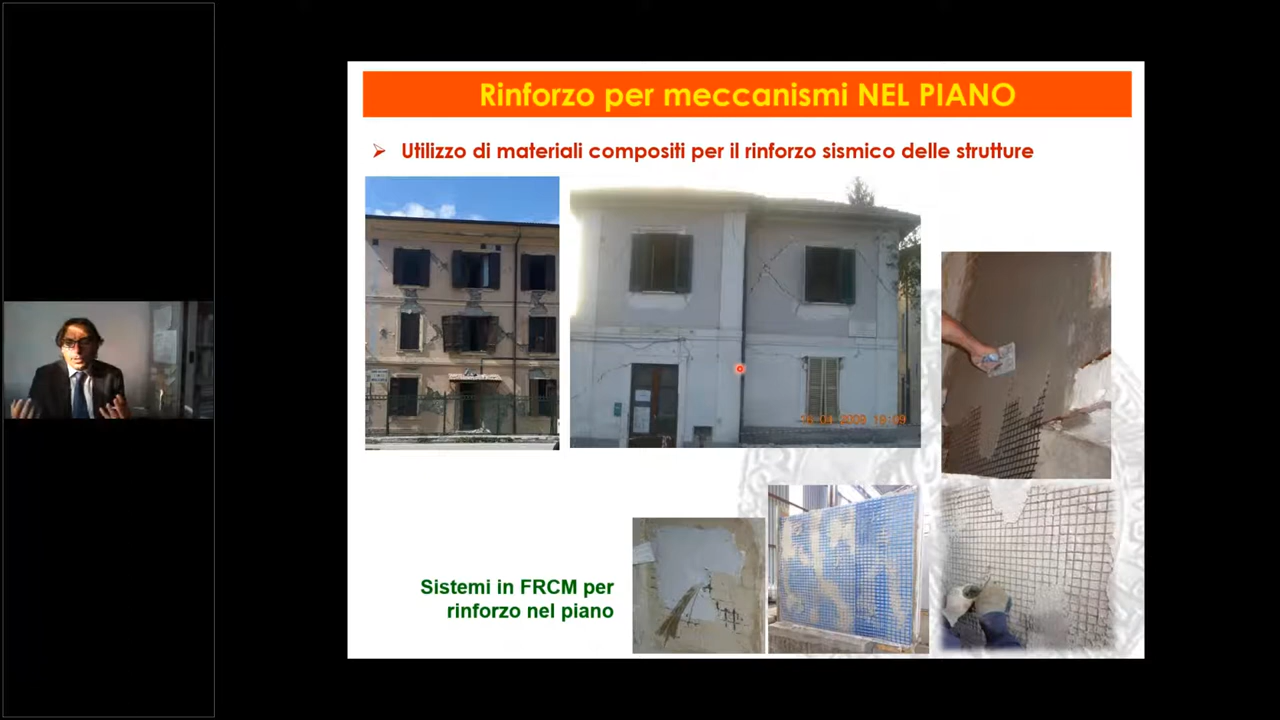 Rinforzo per meccanismi NEL PIANO
Utilizzo di materiali compositi per il rinforzo sismico delle strutture
Sistemi in FRCM per
rinforzo nel piano